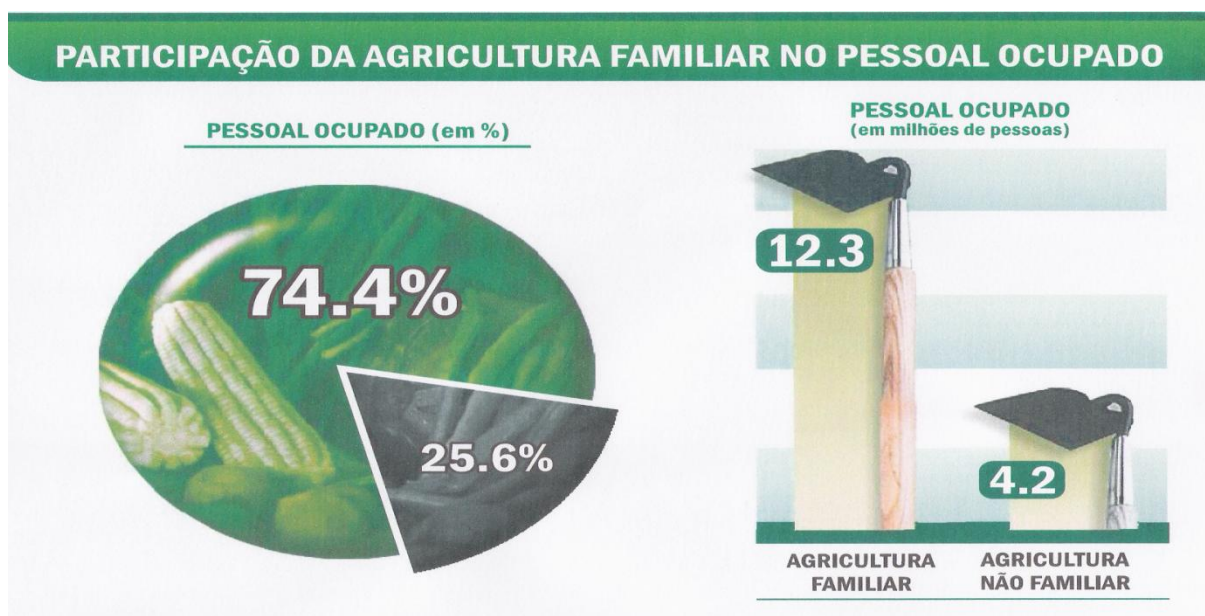 PARTICIPAÇÃO DA AGRICULTURA FAMILIAR NO PESSOAL OCUPADO
PESSOAL OCUPADO (em %)
74.4%
25.6%
PESSOAL OCUPADO
(em milhões de pessoas)
12.3
4.2
AGRICULTURA
FAMILIAR
AGRICULTURA
NÃO FAMILIAR